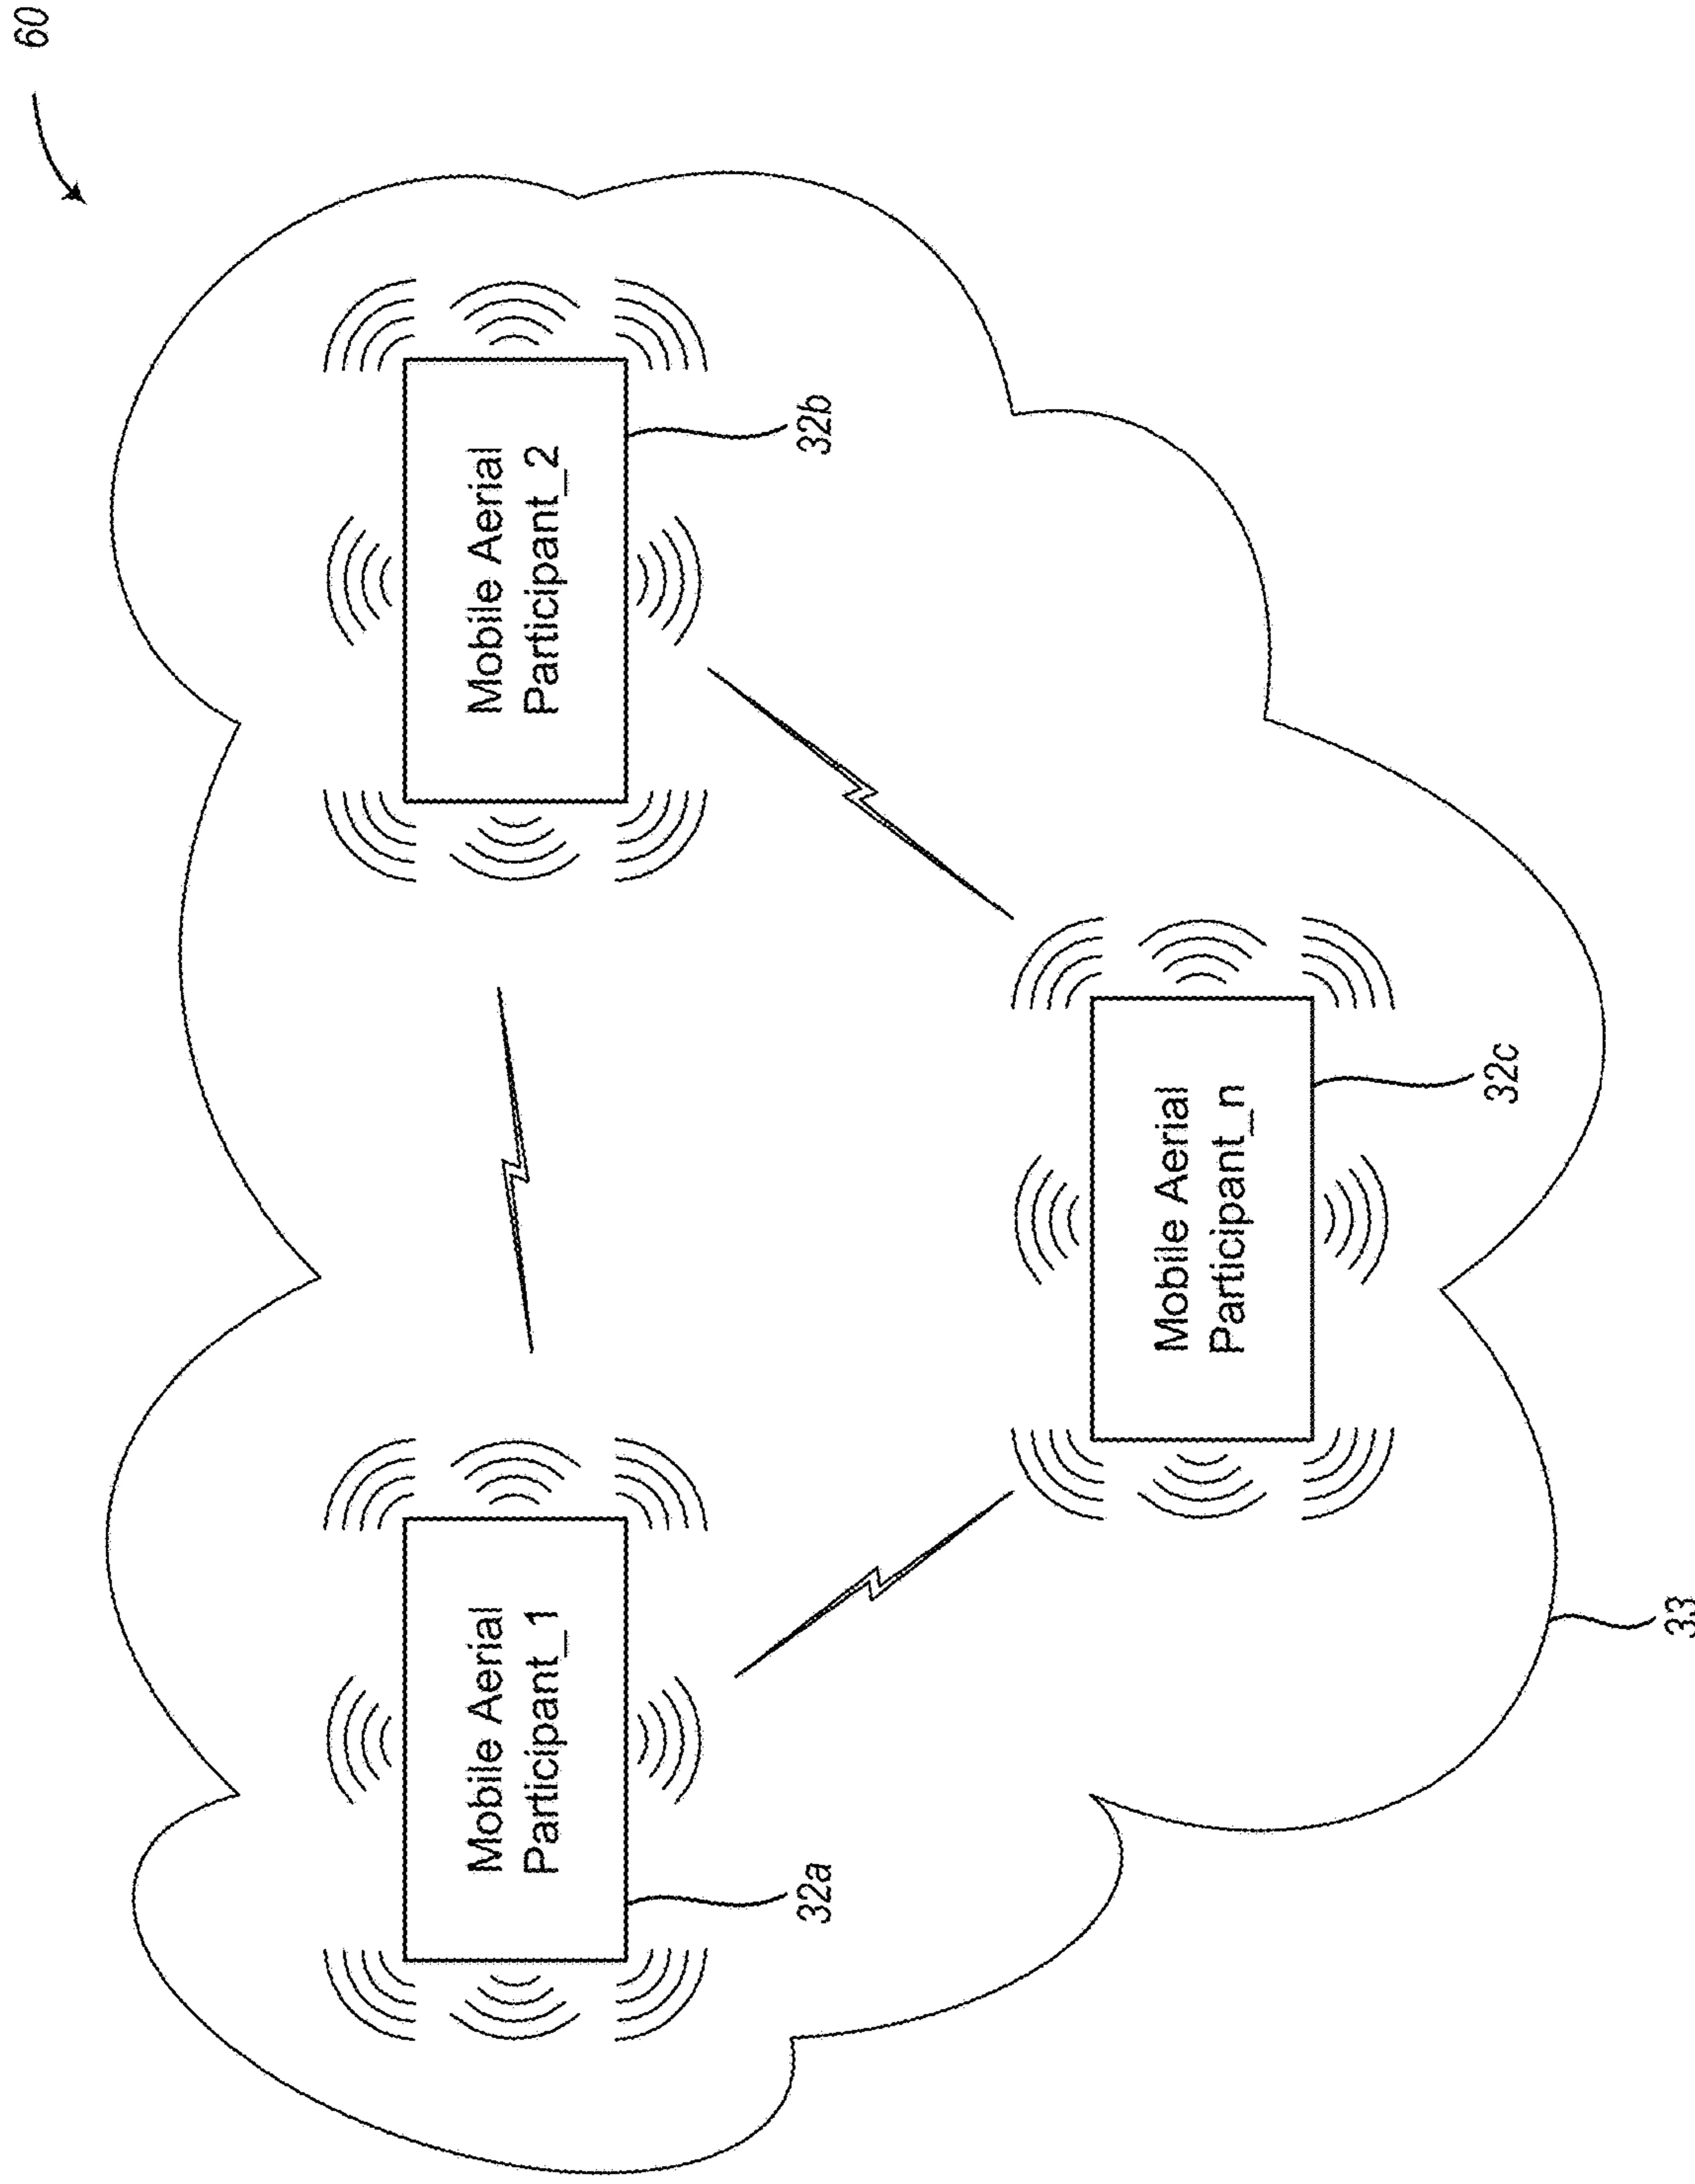 60
Mobile Aerial
Participant_1
32a
Mobile Aerial
Participant_2
32b
Mobile Aerial
Participant_n
32c
33